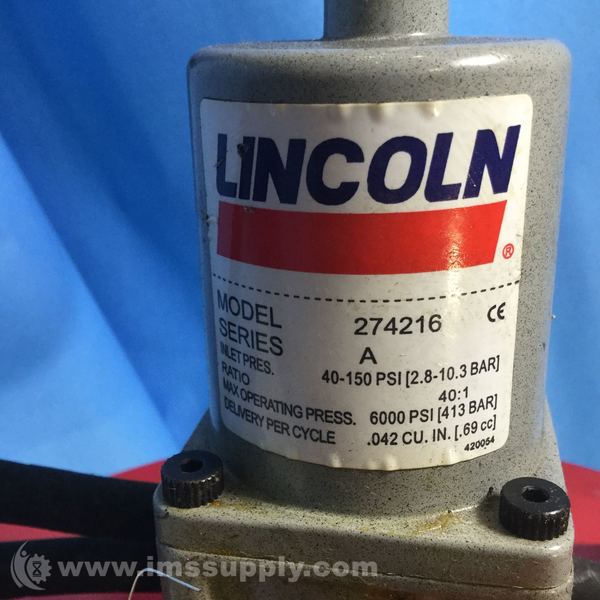 LINCOLN
®
MODEL 274216 CE
SERIES A
INLET PRES. 40-150 PSI [2.8-10.3 BAR]
RATIO 40:1
MAX OPERATING PRESS. 6000 PSI [413 BAR]
DELIVERY PER CYCLE .042 CU. IN. [.69 cc]
420054
www.imssupply.com